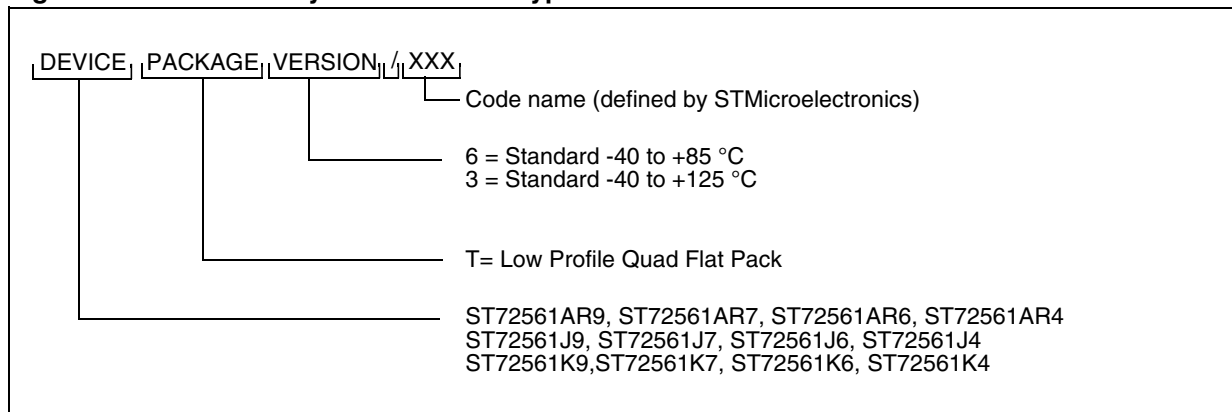 DEVICE PACKAGE VERSION / XXX
Code name (defined by STMicroelectronics)
6 = Standard -40 to +85 °C
3 = Standard -40 to +125 °C
T= Low Profile Quad Flat Pack
ST72561AR9, ST72561AR7, ST72561AR6, ST72561AR4
ST72561J9, ST72561J7, ST72561J6, ST72561J4
ST72561K9,ST72561K7, ST72561K6, ST72561K4